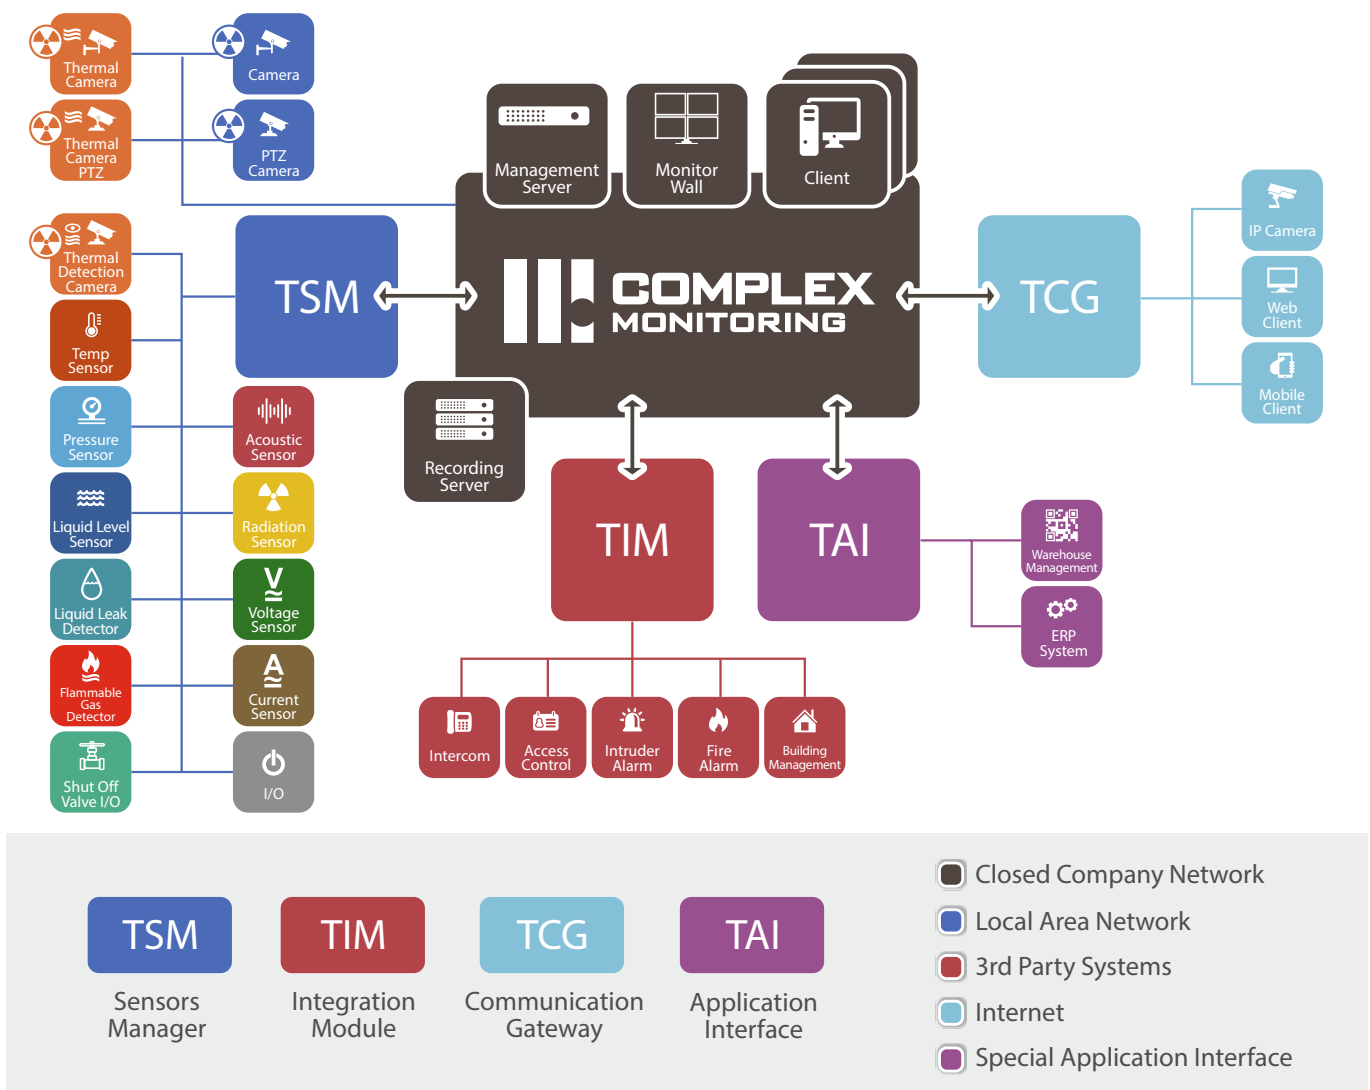 Thermal
Camera
Camera
Thermal
Camera
PTZ
PTZ
Camera
Management
Server
Monitor
Wall
Client
Thermal
Detection
Camera
Temp
Sensor
Pressure
Sensor
Acoustic
Sensor
Liquid Level
Sensor
Radiation
Sensor
Liquid Leak
Detector
V
Voltage
Sensor
Flammable
Gas
Detector
A
Current
Sensor
Shut Off
Valve I/O
I/O
TSM
COMPLEX
MONITORING
TCG
IP Camera
Web
Client
Mobile
Client
Recording
Server
TIM
TAI
Warehouse
Management
ERP
System
Intercom
Access
Control
Intruder
Alarm
Fire
Alarm
Building
Management
TSM
Sensors
Manager
TIM
Integration
Module
TCG
Communication
Gateway
TAI
Application
Interface
Closed Company Network
Local Area Network
3rd Party Systems
Internet
Special Application Interface